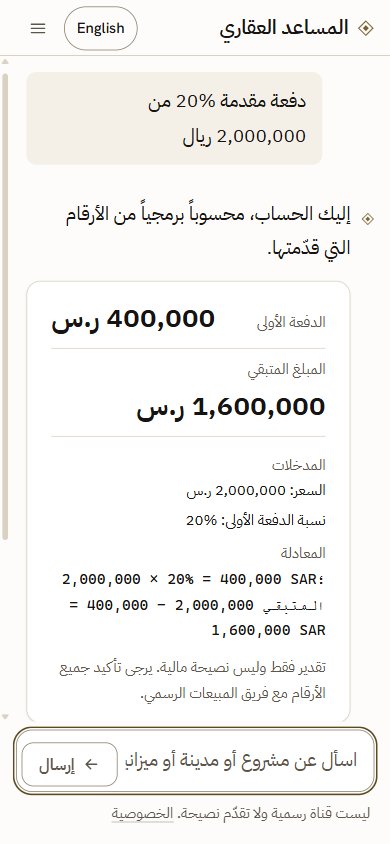 المساعد العقاري
English
دفعة مقدمة 20% من
2,000,000 ريال
إليك الحساب، محسوباً برمجياً من الأرقام
التي قدّمتها.
الدفعة الأولى
400,000 ر.س
المبلغ المتبقي
1,600,000 ر.س
المدخلات
السعر: 2,000,000 ر.س
نسبة الدفعة الأولى: 20%
المعادلة
2,000,000 × 20% = 400,000 SAR؛
المتبقي 2,000,000 − 400,000 =
1,600,000 SAR
تقدير فقط وليس نصيحة مالية. يرجى تأكيد جميع
الأرقام مع فريق المبيعات الرسمي.
اسأل عن مشروع أو مدينة أو ميزاني
إرسال ←
ليست قناة رسمية ولا تقدّم نصيحة. الخصوصية